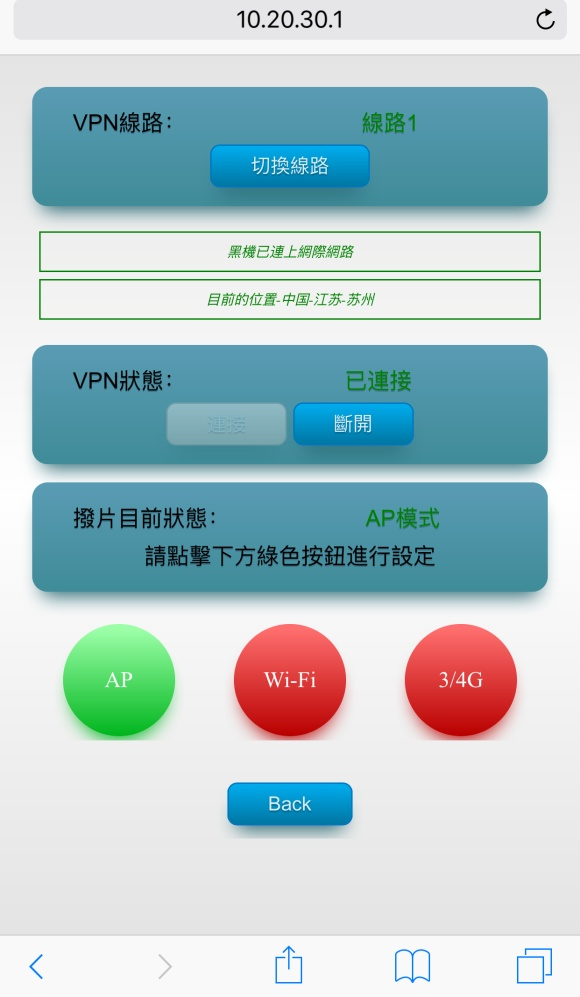 10.20.30.1
VPN線路：
線路1
切換線路
黑機已連上網際網路
目前的位置-中国-江苏-苏州
VPN狀態：
已連接
連接
斷開
撥片目前狀態：
AP模式
請點擊下方綠色按鈕進行設定
AP
Wi-Fi
3/4G
Back